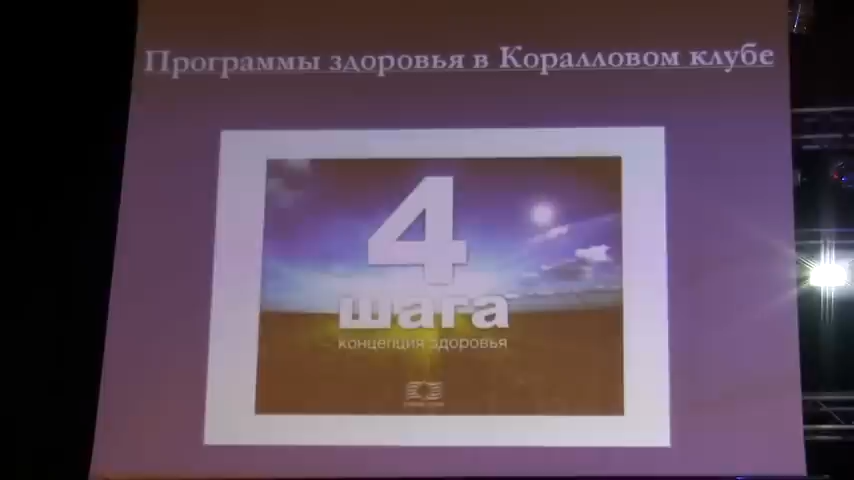 Программы здоровья в Коралловом клубе
4
шага
концепция здоровья